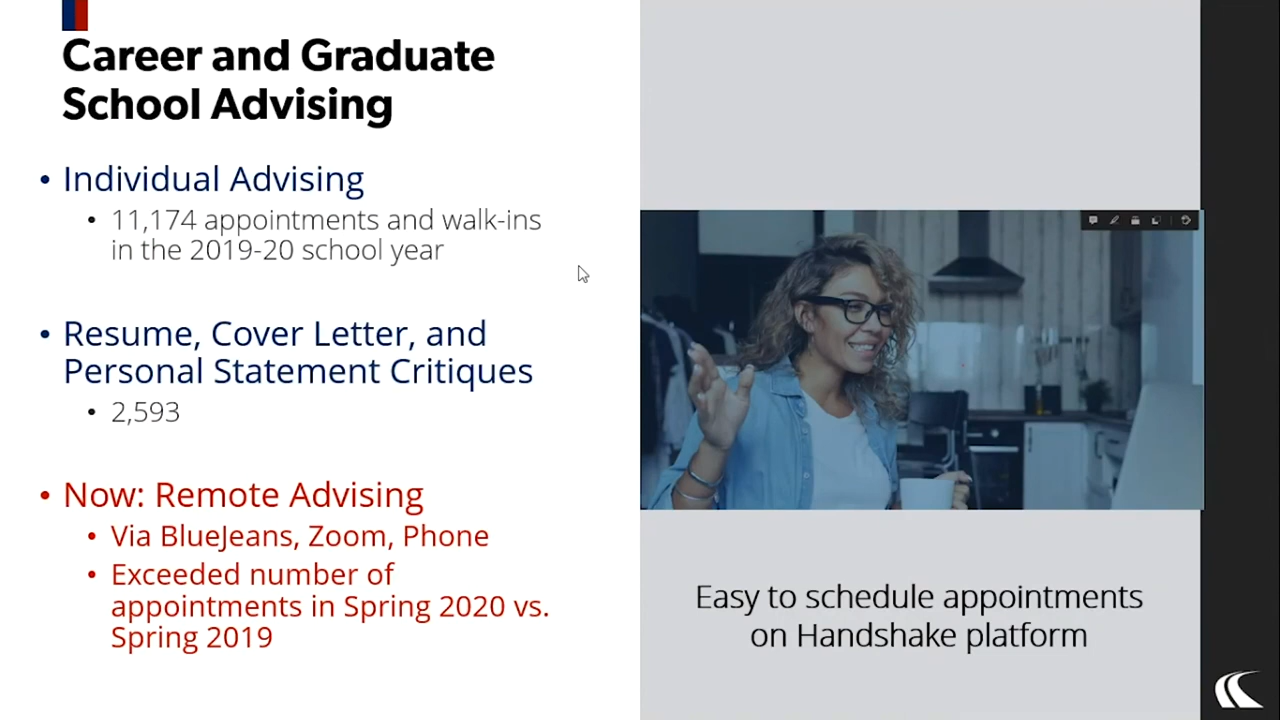 Career and Graduate
School Advising
• Individual Advising
• 11,174 appointments and walk-ins
in the 2019-20 school year
• Resume, Cover Letter, and
Personal Statement Critiques
• 2,593
• Now: Remote Advising
• Via BlueJeans, Zoom, Phone
• Exceeded number of
appointments in Spring 2020 vs.
Spring 2019
Easy to schedule appointments
on Handshake platform